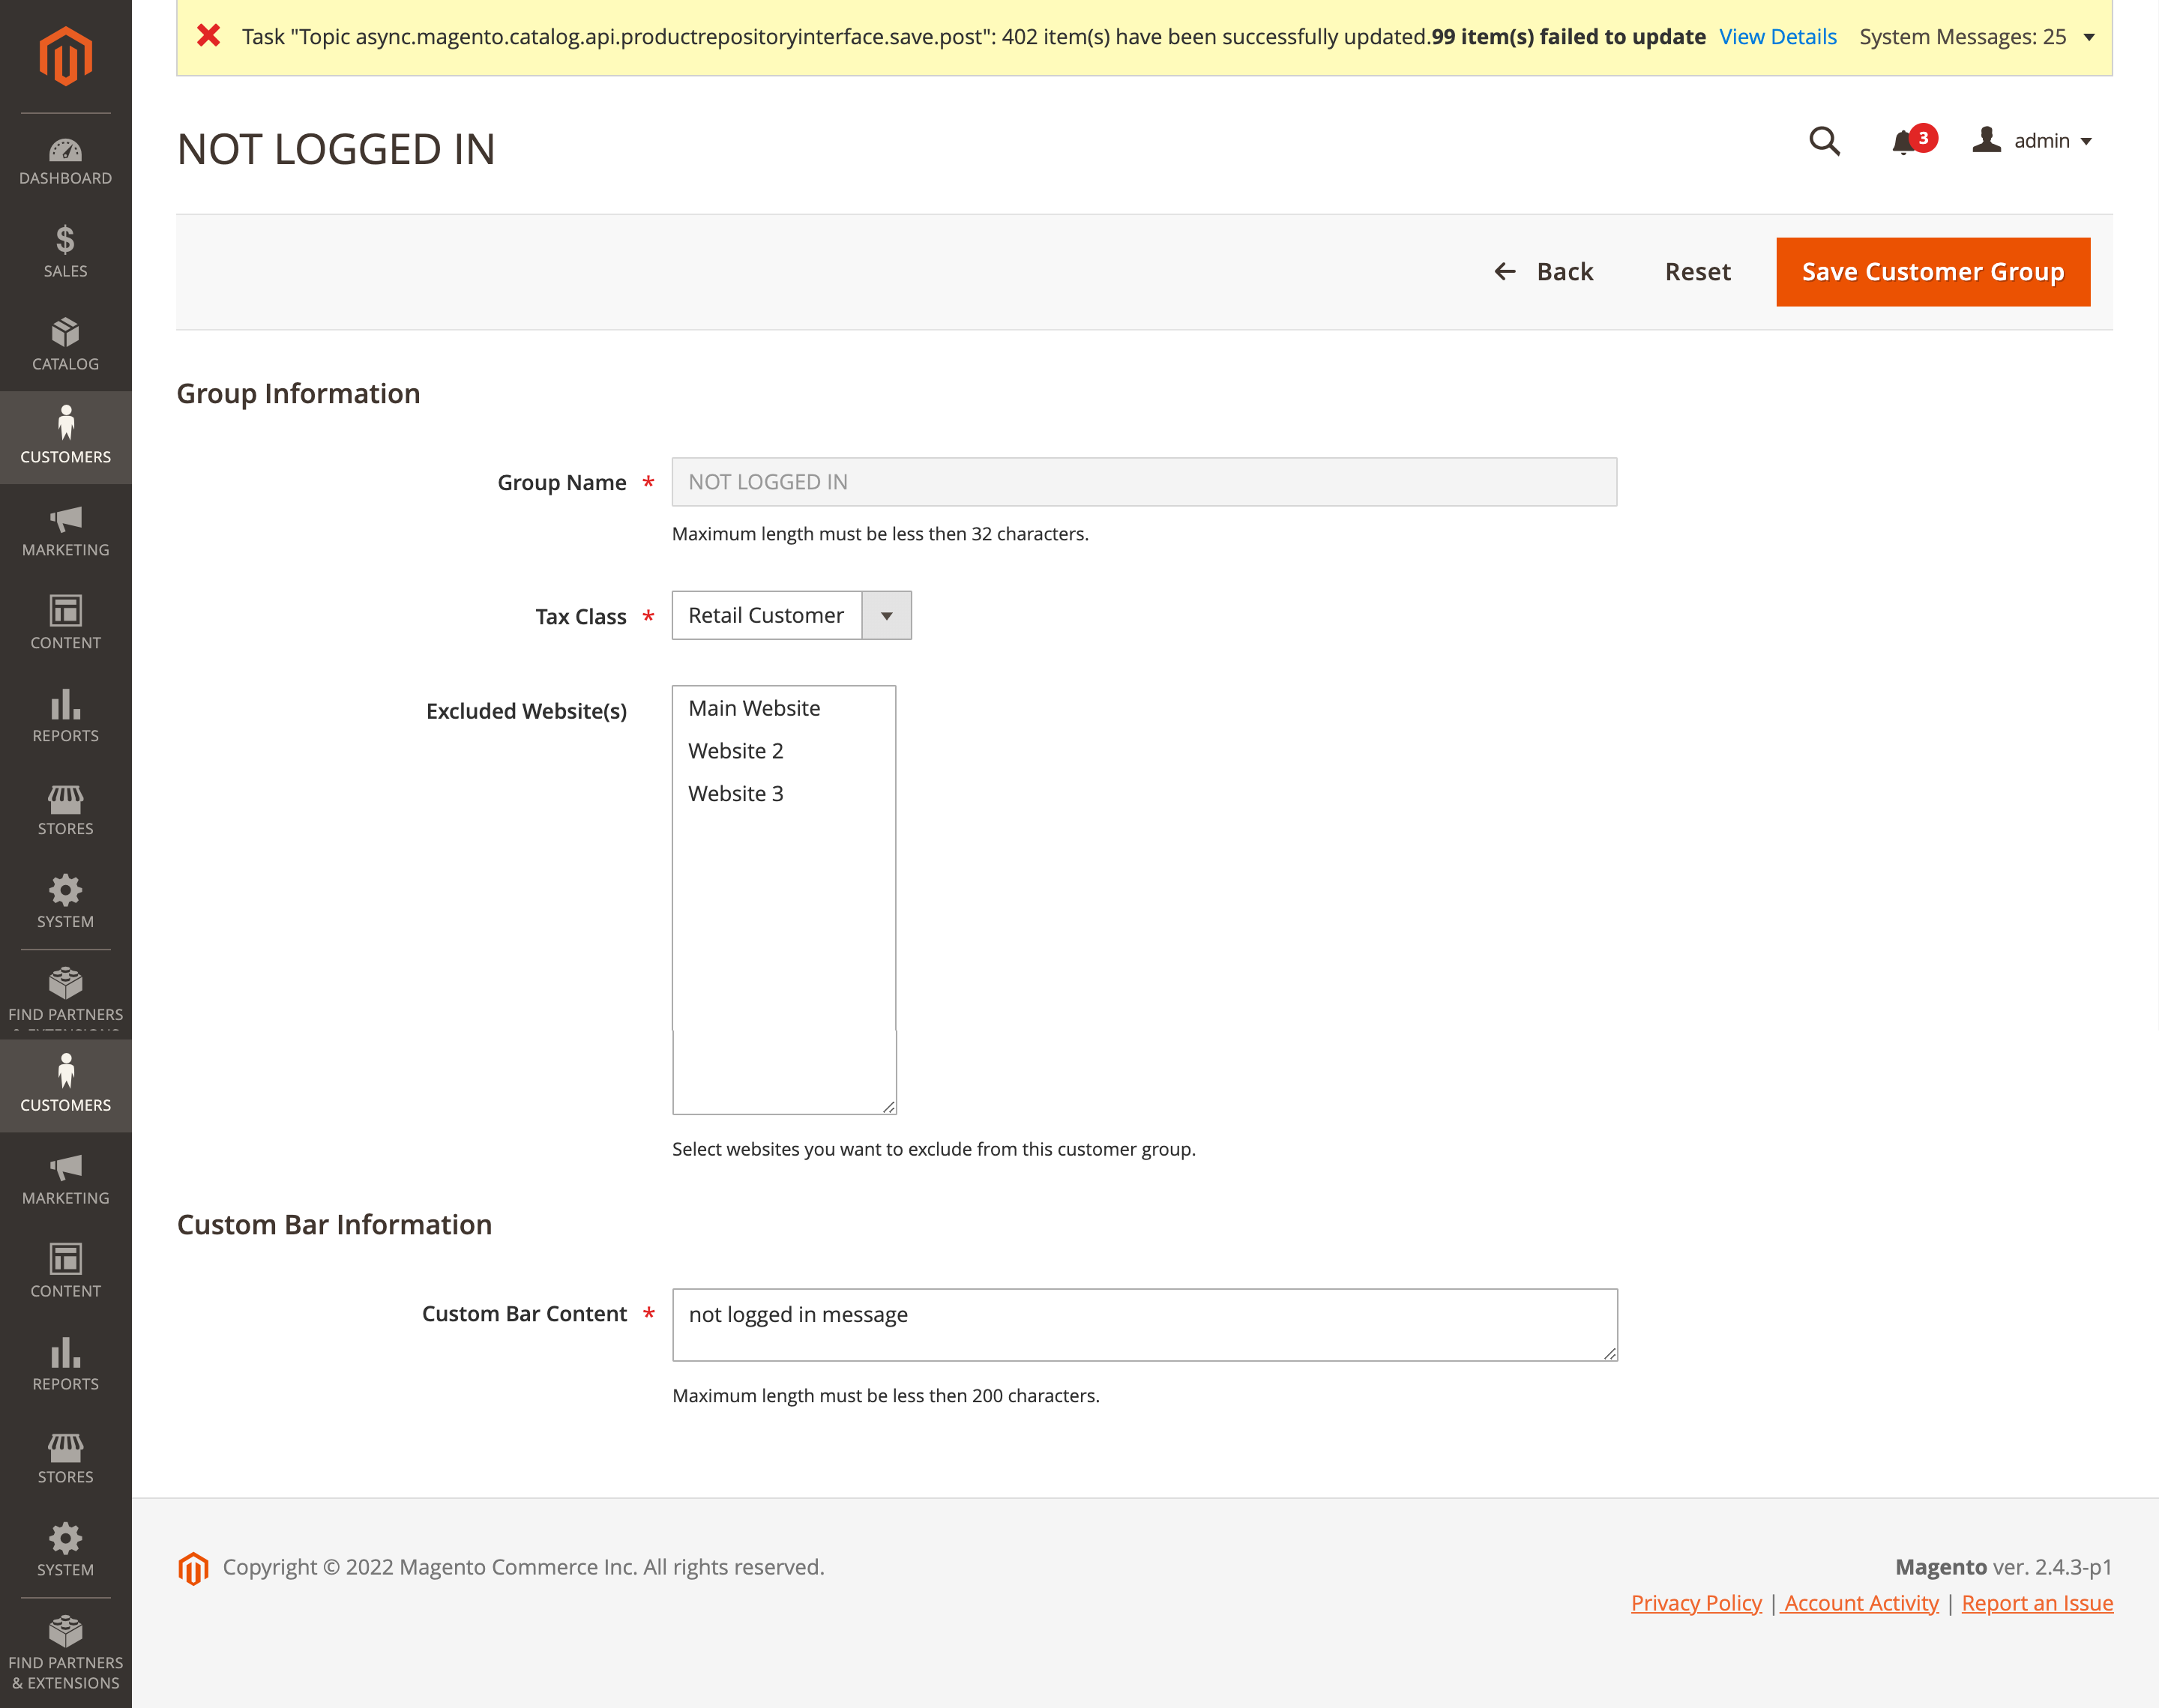 Task "Topic async.magento.catalog.api.productrepositoryinterface.save.post": 402 item(s) have been successfully updated.99 item(s) failed to update View Details System Messages: 25
NOT LOGGED IN
3
admin
Back
Reset
Save Customer Group
DASHBOARD
SALES
CATALOG
CUSTOMERS
MARKETING
CONTENT
REPORTS
STORES
SYSTEM
FIND PARTNERS
CUSTOMERS
MARKETING
CONTENT
REPORTS
STORES
SYSTEM
FIND PARTNERS
& EXTENSIONS
Group Information
Group Name * NOT LOGGED IN
Maximum length must be less then 32 characters.
Tax Class * Retail Customer
Excluded Website(s)
Main Website
Website 2
Website 3
Select websites you want to exclude from this customer group.
Custom Bar Information
Custom Bar Content * not logged in message
Maximum length must be less then 200 characters.
Copyright © 2022 Magento Commerce Inc. All rights reserved.
Magento ver. 2.4.3-p1
Privacy Policy | Account Activity | Report an Issue